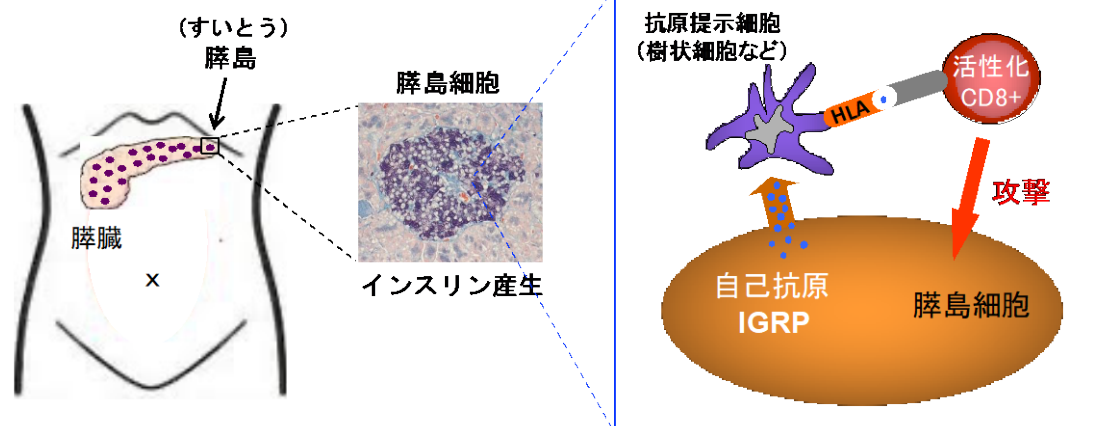 (すいとう)
膵島
膵島細胞
膵臓
x
インスリン産生
抗原提示細胞
(樹状細胞など)
HLA
活性化
CD8+
攻撃
自己抗原
IGRP
膵島細胞